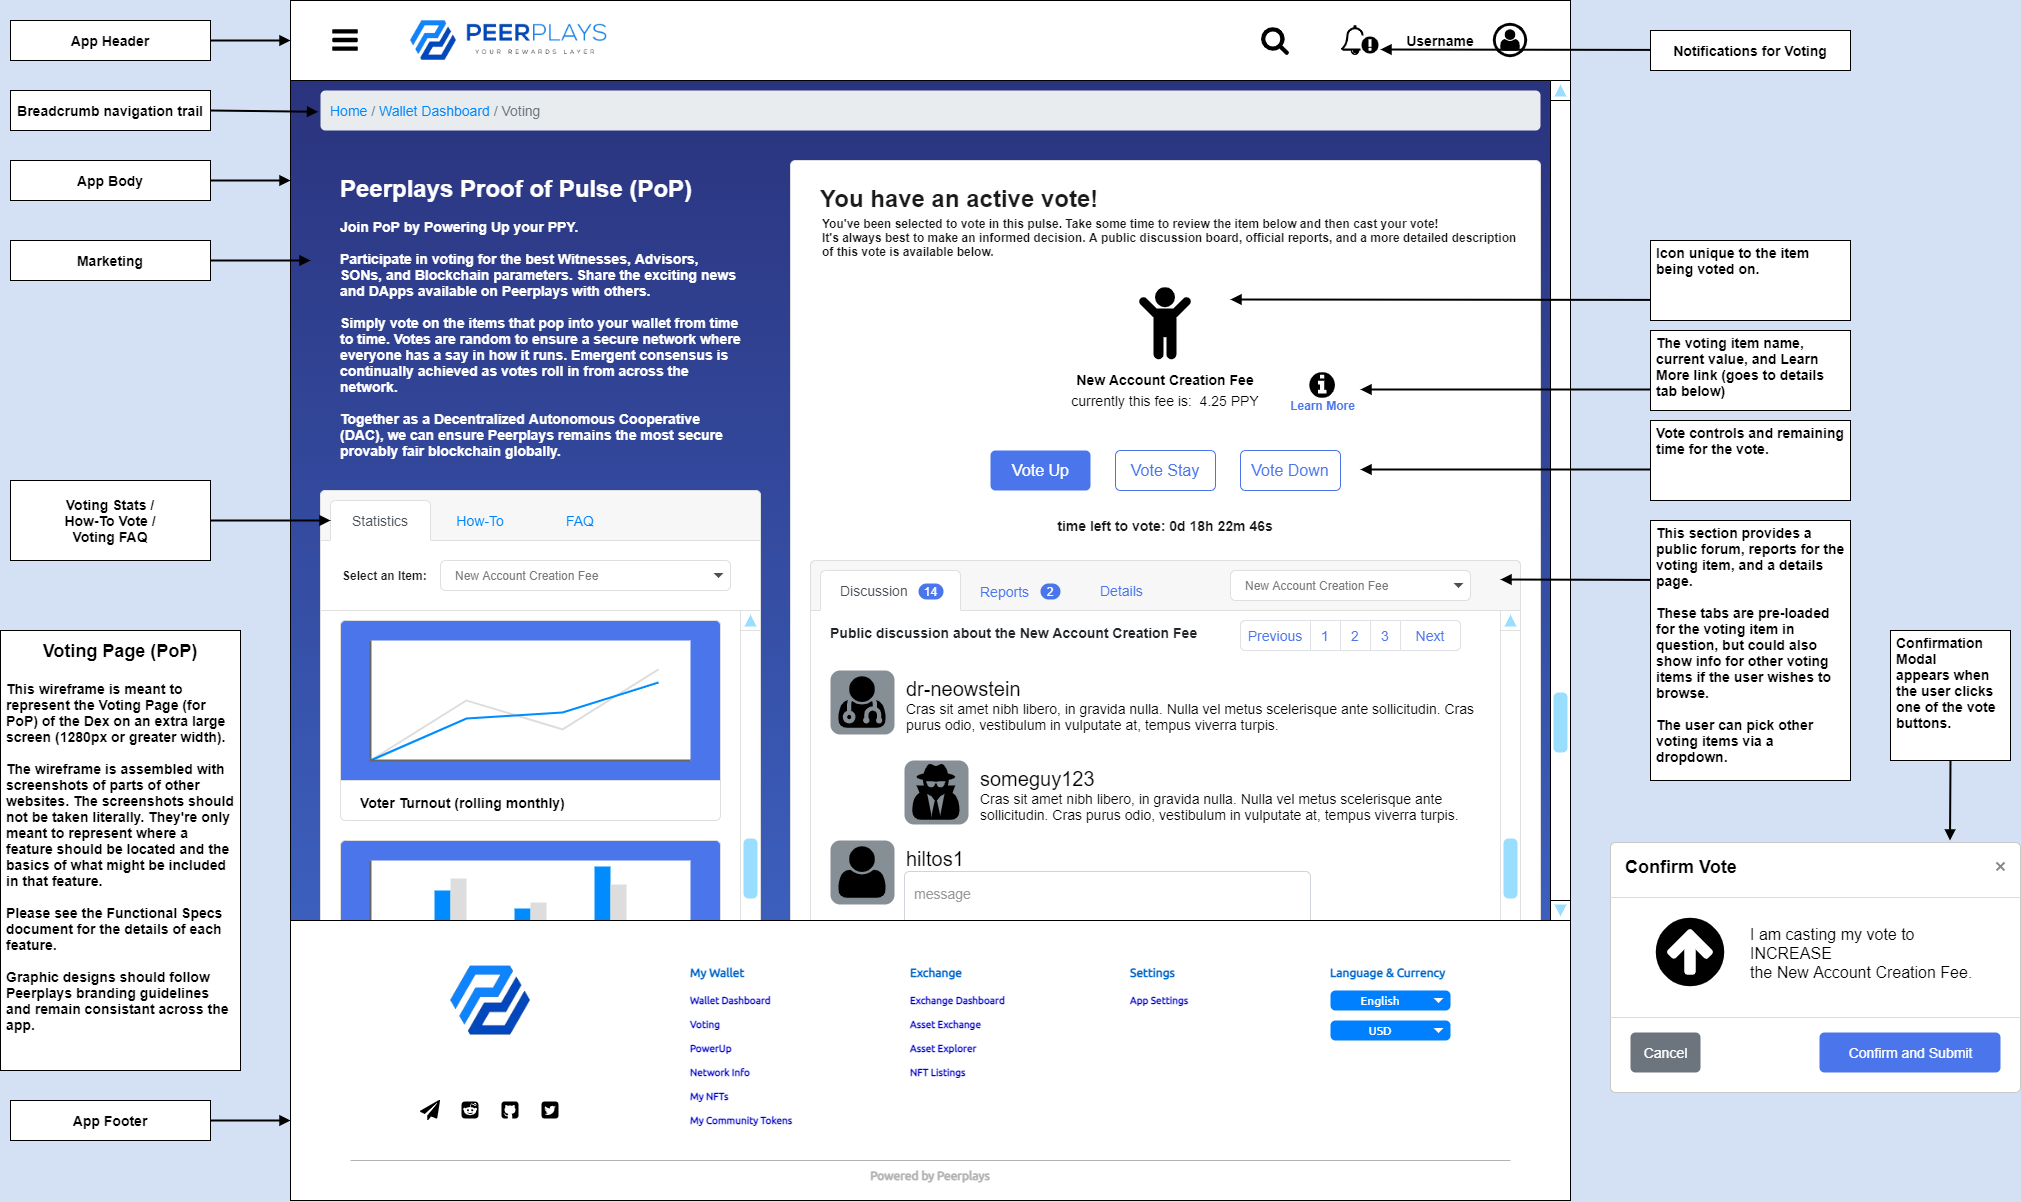 App Header
PEERPLAYS
YOUR REWARDS LAYER
Username
Notifications for Voting
Breadcrumb navigation trail
Home / Wallet Dashboard / Voting
App Body
Marketing
Peerplays Proof of Pulse (PoP)
Join PoP by Powering Up your PPY.
Participate in voting for the best Witnesses, Advisors,
SONs, and Blockchain parameters. Share the exciting news
and DApps available on Peerplays with others.
Simply vote on the items that pop into your wallet from time
to time. Votes are random to ensure a secure network where
everyone has a say in how it runs. Emergent consensus is
continually achieved as votes roll in from across the
network.
Together as a Decentralized Autonomous Cooperative
(DAC), we can ensure Peerplays remains the most secure
provably fair blockchain globally.
You have an active vote!
You've been selected to vote in this pulse. Take some time to review the item below and then cast your vote!
It's always best to make an informed decision. A public discussion board, official reports, and a more detailed description
of this vote is available below.
New Account Creation Fee
currently this fee is: 4.25 PPY
Learn More
Vote Up
Vote Stay
Vote Down
time left to vote: 0d 18h 22m 46s
Icon unique to the item
being voted on.
The voting item name,
current value, and Learn
More link (goes to details
tab below)
Vote controls and remaining
time for the vote.
This section provides a
public forum, reports for the
voting item, and a details
page.
These tabs are pre-loaded
for the voting item in
question, but could also
show info for other voting
items if the user wishes to
browse.
The user can pick other
voting items via a
dropdown.
Voting Stats /
How-To Vote /
Voting FAQ
Statistics
How-To
FAQ
Select an Item:
New Account Creation Fee
Voter Turnout (rolling monthly)
Discussion 14
Reports 2
Details
New Account Creation Fee
Public discussion about the New Account Creation Fee
Previous 1 2 3 Next
dr-neowstein
Cras sit amet nibh libero, in gravida nulla. Nulla vel metus scelerisque ante sollicitudin. Cras
purus odio, vestibulum in vulputate at, tempus viverra turpis.
someguy123
Cras sit amet nibh libero, in gravida nulla. Nulla vel metus scelerisque ante
sollicitudin. Cras purus odio, vestibulum in vulputate at, tempus viverra turpis.
hiltos1
message
Voting Page (PoP)
This wireframe is meant to
represent the Voting Page (for
PoP) of the Dex on an extra large
screen (1280px or greater width).
The wireframe is assembled with
screenshots of parts of other
websites. The screenshots should
not be taken literally. They're only
meant to represent where a
feature should be located and the
basics of what might be included
in that feature.
Please see the Functional Specs
document for the details of each
feature.
Graphic designs should follow
Peerplays branding guidelines
and remain consistant across the
app.
Confirmation
Modal
appears when
the user clicks
one of the vote
buttons.
Confirm Vote
×
I am casting my vote to
INCREASE
the New Account Creation Fee.
Cancel
Confirm and Submit
App Footer
My Wallet
Wallet Dashboard
Voting
PowerUp
Network Info
My NFTs
My Community Tokens
Exchange
Exchange Dashboard
Asset Exchange
Asset Explorer
NFT Listings
Settings
App Settings
Language & Currency
English
USD
Powered by Peerplays